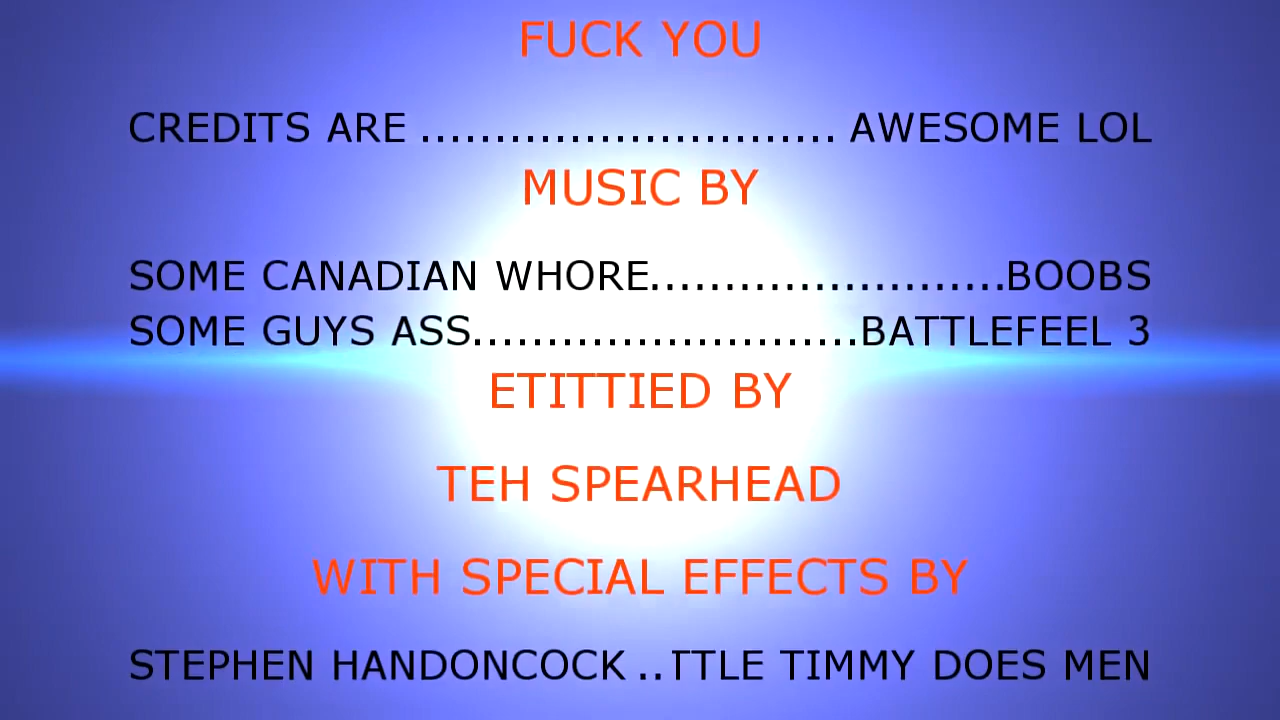 FUCK YOU
CREDITS ARE ............................ AWESOME LOL
MUSIC BY
SOME CANADIAN WHORE........................BOOBS
SOME GUYS ASS..........................BATTLEFEEL 3
ETITTIED BY
TEH SPEARHEAD
WITH SPECIAL EFFECTS BY
STEPHEN HANDONCOCK ..TTLE TIMMY DOES MEN